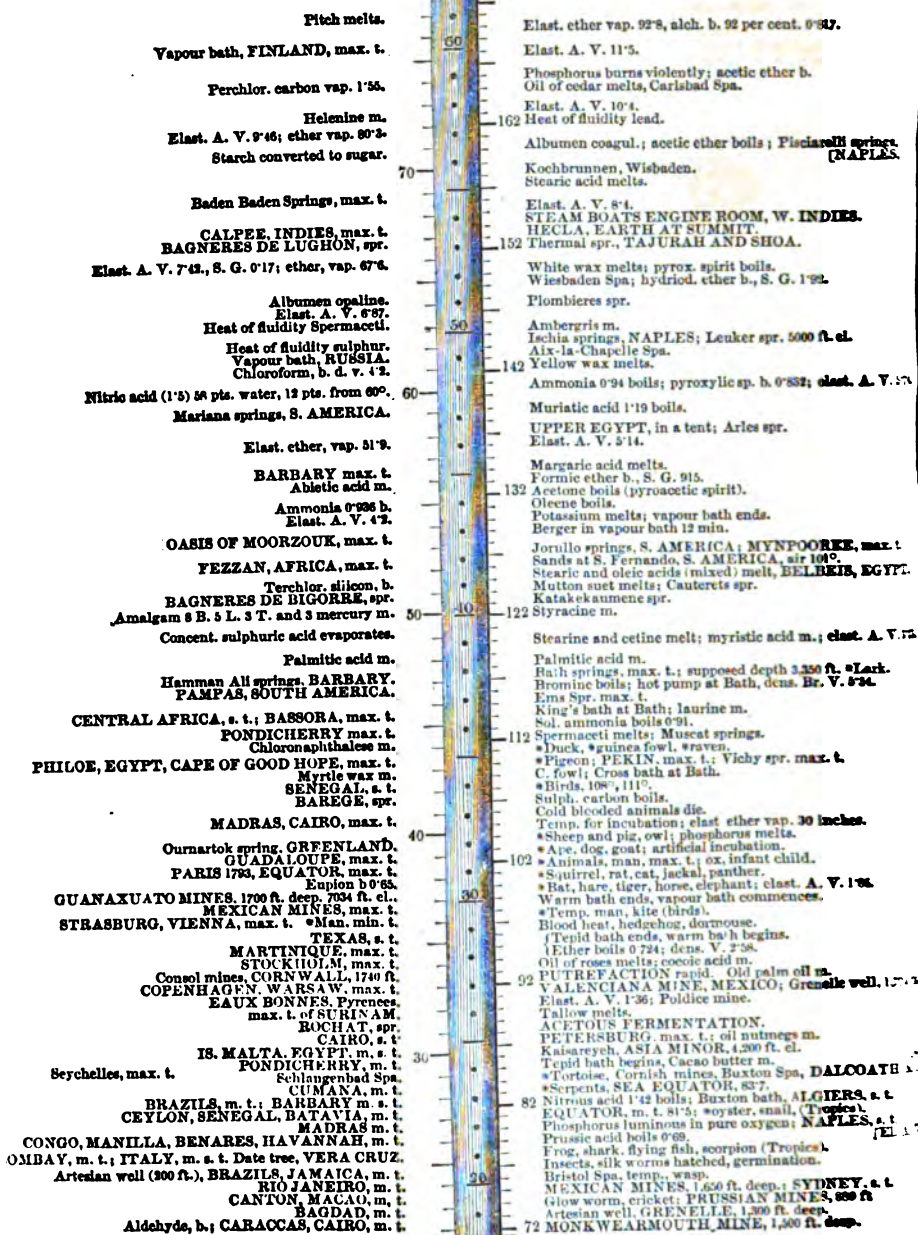 Pitch melts.
Vapour bath, FINLAND, max. t.
Perchlor. carbon vap. 1·55.
Helenine m.
Elast. A. V. 9·46; ether vap. 80·3.
Starch converted to sugar.
Baden Baden Springs, max. t.
CALPEE, INDIES, max. t.
BAGNERES DE LUGHON, spr.
Elast. A. V. 7·42., S. G. 0·17; ether, vap. 67·6.
Albumen opaline.
Elast. A. V. 6·87.
Heat of fluidity Spermaceti.
Heat of fluidity sulphur.
Vapour bath, RUSSIA.
Chloroform, b. d. v. 4·2.
Nitric acid (1·5) 58 pts. water, 12 pts. from 60°.
Mariana springs, S. AMERICA.
Elast. ether, vap. 51·9.
BARBARY max. t.
Abietic acid m.
Ammonia 0·936 b.
Elast. A. V. 4·2.
OASIS OF MOORZOUK, max. t.
FEZZAN, AFRICA, max. t.
Terchlor. silicon, b.
BAGNERES DE BIGORRE, spr.
Amalgam 8 B. 5 L. 3 T. and 3 mercury m.
Concent. sulphuric acid evaporates.
Palmitic acid m.
Hamman Ali springs, BARBARY.
PAMPAS, SOUTH AMERICA.
CENTRAL AFRICA, s. t.; BASSORA, max. t.
PONDICHERRY max. t.
Chloronaphthalese m.
PHILOE, EGYPT, CAPE OF GOOD HOPE, max. t.
Myrtle wax m.
SENEGAL, s. t.
BAREGE, spr.
MADRAS, CAIRO, max. t.
Ournartok spring, GREENLAND.
GUADALOUPE, max. t.
PARIS 1793, EQUATOR, max. t.
Eupion b 0·65.
GUANAXUATO MINES, 1700 ft. deep, 7034 ft. el..
MEXICAN MINES, max. t.
STRASBURG, VIENNA, max. t. *Man, min. t.
TEXAS, s. t.
MARTINIQUE, max. t.
STOCKHOLM, max. t.
Consol mines, CORNWALL, 1740 ft.
COPENHAGEN, WARSAW, max. t.
EAUX BONNES, Pyrenees.
max. t. of SURINAM.
ROCHAT, spr.
CAIRO, s. t
IS. MALTA, EGYPT, m. s. t.
PONDICHERRY, m. t.
Seychelles, max. t. Schlangenbad Spa.
CUMANA, m. t.
BRAZILS, m. t.; BARBARY m. s. t.
CEYLON, SENEGAL, BATAVIA, m. t.
MADRAS m. t.
CONGO, MANILLA, BENARES, HAVANNAH, m. t.
OMBAY, m. t.; ITALY, m. s. t. Date tree, VERA CRUZ.
Artesian well (200 ft.), BRAZILS, JAMAICA, m. t.
RIO JANEIRO, m. t.
CANTON, MACAO, m, t.
BAGDAD, m. t.
Aldehyde, b.; CARACCAS, CAIRO, m. t.
70
60
50
40
30
60
50
40
30
20
Elast. ether vap. 92·8, alch. b. 92 per cent. 0·817.
Elast. A. V. 11·5.
Phosphorus burns violently; acetic ether b.
Oil of cedar melts, Carlsbad Spa.
Elast. A. V. 10·4.
162 Heat of fluidity lead.
Albumen coagul.; acetic ether boils; Pisciarelli springs.
[NAPLES.
Kochbrunnen, Wisbaden.
Stearic acid melts.
Elast. A. V. 8·4.
STEAM BOATS ENGINE ROOM, W. INDIES.
HECLA, EARTH AT SUMMIT.
152 Thermal spr., TAJURAH AND SHOA.
White wax melts; pyrox. spirit boils.
Wiesbaden Spa; hydriod. ether b., S. G. 1·92.
Plombieres spr.
Ambergris m.
Ischia springs, NAPLES; Leuker spr. 5000 ft. el.
Aix-la-Chapelle Spa.
142 Yellow wax melts.
Ammonia 0·94 boils; pyroxylic sp. b. 0·832; elast. A. V.
Muriatic acid 1·19 boils.
UPPER EGYPT, in a tent; Arles spr.
Elast. A. V. 5·14.
Margaric acid melts.
Formic ether b., S. G. 915.
132 Acetone boils (pyroacetic spirit).
Oleene boils.
Potassium melts; vapour bath ends.
Berger in vapour bath 12 min.
Jorullo springs, S. AMERICA; MYNPOOREE, max. t
Sands at S. Fernando, S. AMERICA, air 101°.
Stearic and oleic acids (mixed) melt, BELBEIS, EGYPT.
Mutton suet melts; Cauterets spr.
Katakekaumene spr.
122 Styracine m.
Stearine and cetine melt; myristic acid m.; elast. A. V.
Palmitic acid m.
Bath springs, max. t.; supposed depth 3,350 ft. *Lark.
Bromine boils; hot pump at Bath, dens. Br. V. 5·34.
Ems Spr. max. t.
King's bath at Bath; laurine m.
Sol. ammonia boils 0·91.
112 Spermaceti melts; Muscat springs.
*Duck, *guinea fowl, *raven.
*Pigeon; PEKIN, max. t.; Vichy spr. max. t.
C. fowl; Cross bath at Bath.
*Birds, 108°, 111°.
Sulph. carbon boils.
Cold blooded animals die.
Temp. for incubation; elast ether vap. 30 inches.
*Sheep and pig, owl; phosphorus melts.
*Ape, dog, goat; artificial incubation.
102 *Animals, man, max. t.; ox, infant child.
*Squirrel, rat, cat, jackal, panther.
*Bat, hare, tiger, horse, elephant; elast. A. V. 1·86.
Warm bath ends, vapour bath commences.
*Temp. man, kite (birds).
Blood heat, hedgehog, dormouse.
{Tepid bath ends, warm bath begins.
{Ether boils 0 724; dens. V. 2·58.
Oil of roses melts; cocoic acid m.
92 PUTREFACTION rapid. Old palm oil m.
VALENCIANA MINE, MEXICO; Grenelle well,
Elast. A. V. 1·36; Poldice mine.
Tallow melts.
ACETOUS FERMENTATION.
PETERSBURG, max. t.; oil nutmegs m.
Kaisareyeh, ASIA MINOR, 4,200 ft. el.
Tepid bath begins, Cacao butter m.
*Tortoise, Cornish mines, Buxton Spa, DALCOATH
*Serpents, SEA EQUATOR, 83·7.
82 Nitrous acid 1·42 boils; Buxton bath, ALGIERS, s. t.
EQUATOR, m. t. 81·5; *oyster, snail, (Tropics).
Phosphorus luminous in pure oxygen; NAPLES, s. t
Prussic acid boils 0·69.
Frog, shark, flying fish, scorpion (Tropics).
Insects, silk worms hatched, germination.
Bristol Spa, temp., wasp.
MEXICAN MINES, 1,650 ft. deep.; SYDNEY, s. t.
Glow worm, cricket; PRUSSIAN MINES, 880 ft
Artesian well, GRENELLE, 1,300 ft. deep.
72 MONKWEARMOUTH MINE, 1,500 ft. deep.